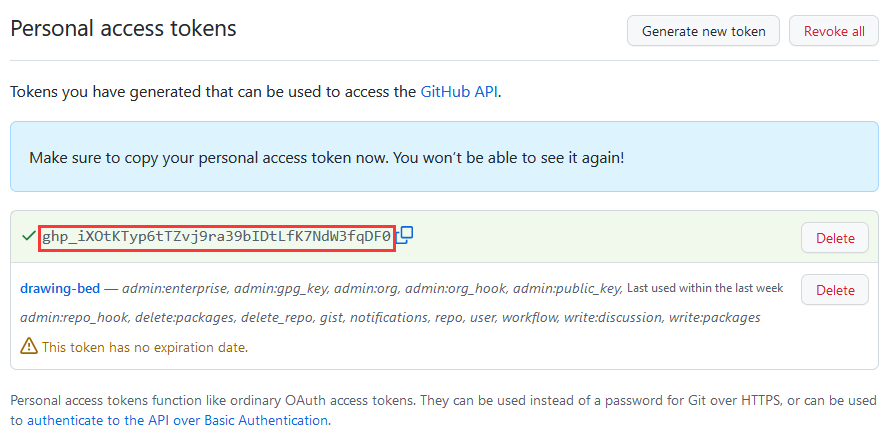 Personal access tokens
Generate new token
Revoke all
Tokens you have generated that can be used to access the GitHub API.
Make sure to copy your personal access token now. You won't be able to see it again!
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
Delete
drawing-bed — admin:enterprise, admin:gpg_key, admin:org, admin:org_hook, admin:public_key, Last used within the last week
Delete
admin:repo_hook, delete:packages, delete_repo, gist, notifications, repo, user, workflow, write:discussion, write:packages
This token has no expiration date.
Personal access tokens function like ordinary OAuth access tokens. They can be used instead of a password for Git over HTTPS, or can be used
to authenticate to the API over Basic Authentication.